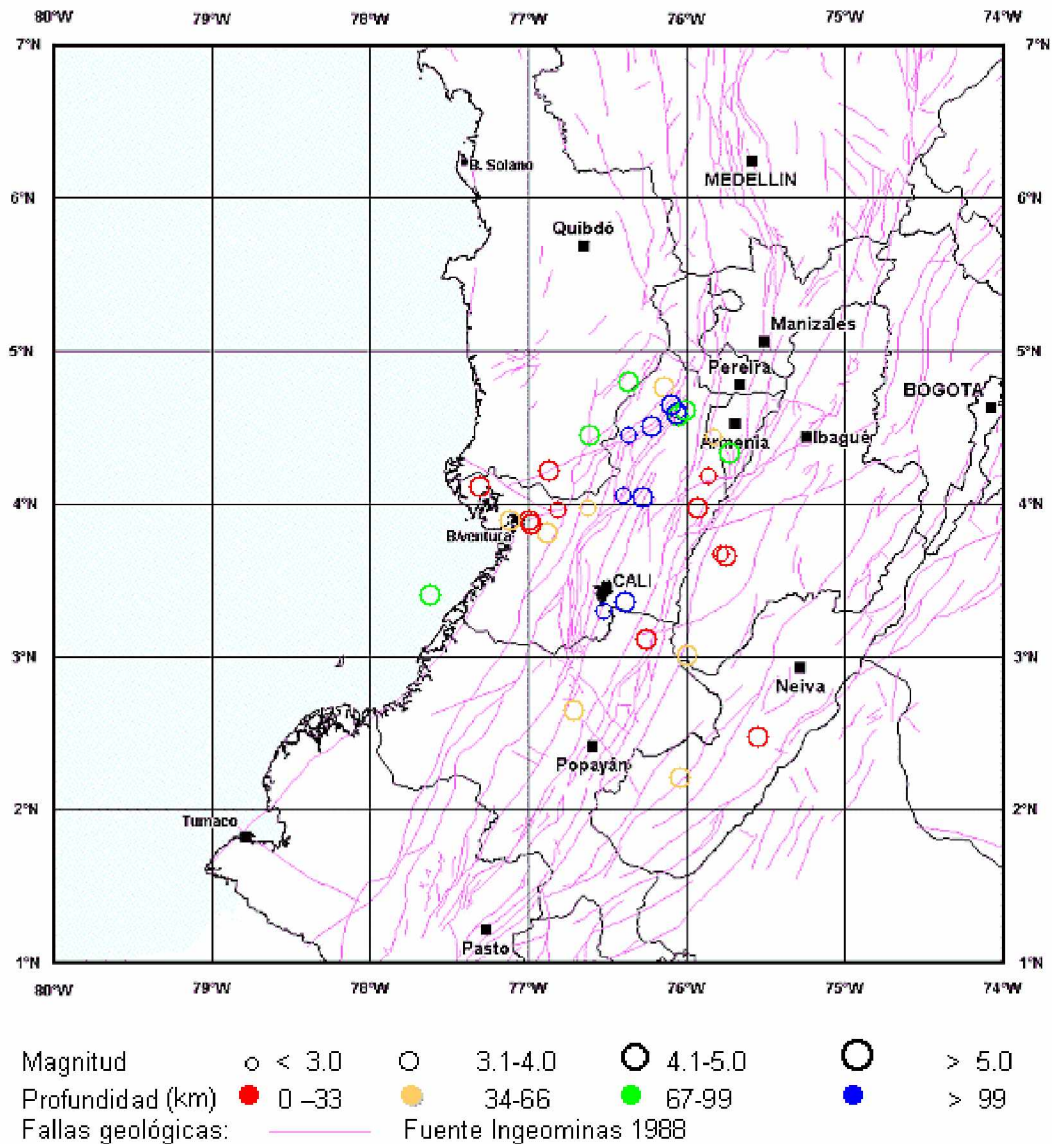 80°W 79°W 78°W 77°W 76°W 75°W 74°W
7°N 7°N
MEDELLIN
B. Solano
6°N 6°N
Quibdó
Manizales
5°N 5°N
Pereira
BOGOTA
Armenia
Ibagué
4°N 4°N
B/ventura
CALI
3°N 3°N
Neiva
Popayán
2°N 2°N
Tumaco
Pasto
1°N 1°N
80°W 79°W 78°W 77°W 76°W 75°W 74°W
Magnitud < 3.0 3.1-4.0 4.1-5.0 > 5.0
Profundidad (km) 0 –33 34-66 67-99 > 99
Fallas geológicas: Fuente Ingeominas 1988